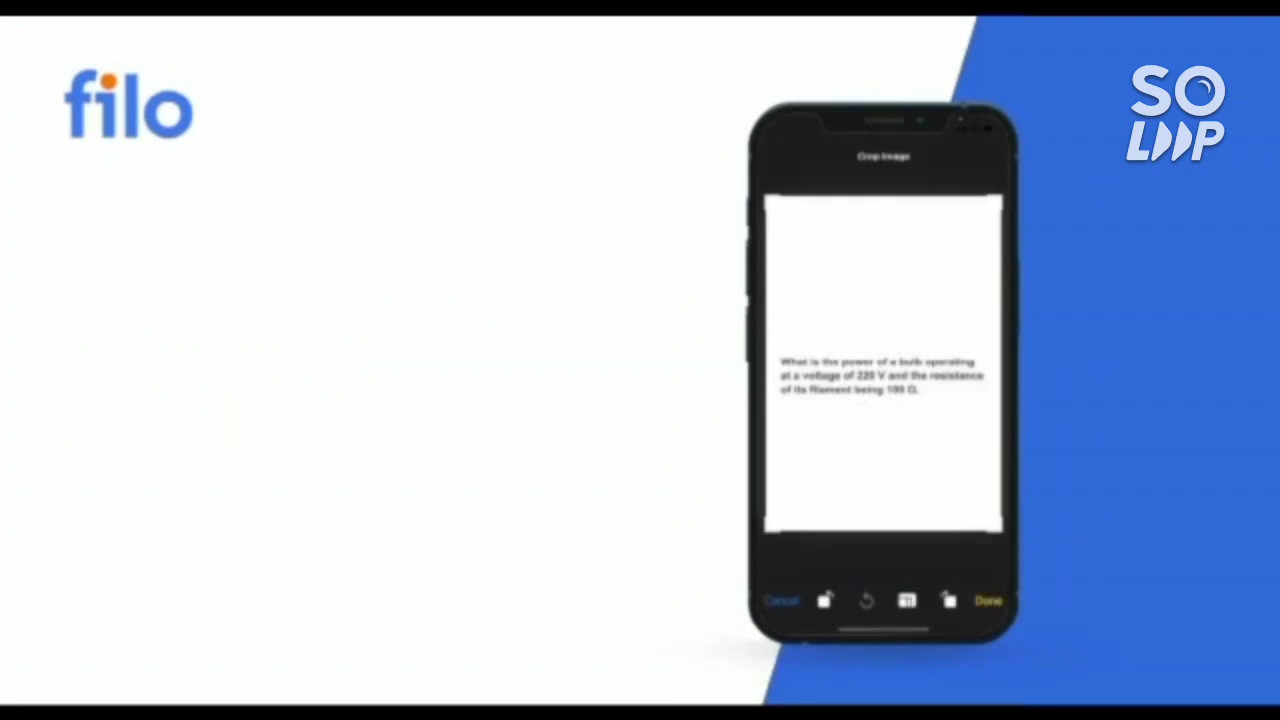 filo
SO
LOOP
Crop Image
What is the power of a bulb operating
at a voltage of 220 V and the resistance
of its filament being 100 Ω.
Cancel
Done